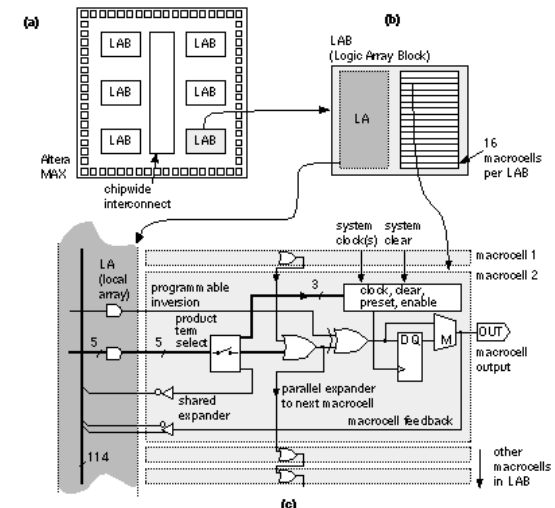 (a)
LAB
LAB
LAB
LAB
LAB
LAB
Altera
MAX
chipwide
interconnect
(b)
LAB
(Logic Array Block)
LA
16
macrocells
per LAB
LA
(local
array)
system
clock(s)
system
clear
macrocell 1
macrocell 2
programmable
inversion
3
clock, clear,
preset, enable
product
term
select
5
5
D Q
M
OUT
macrocell
output
shared
expander
parallel expander
to next macrocell
macrocell feedback
114
other
macrocells
in LAB
(c)